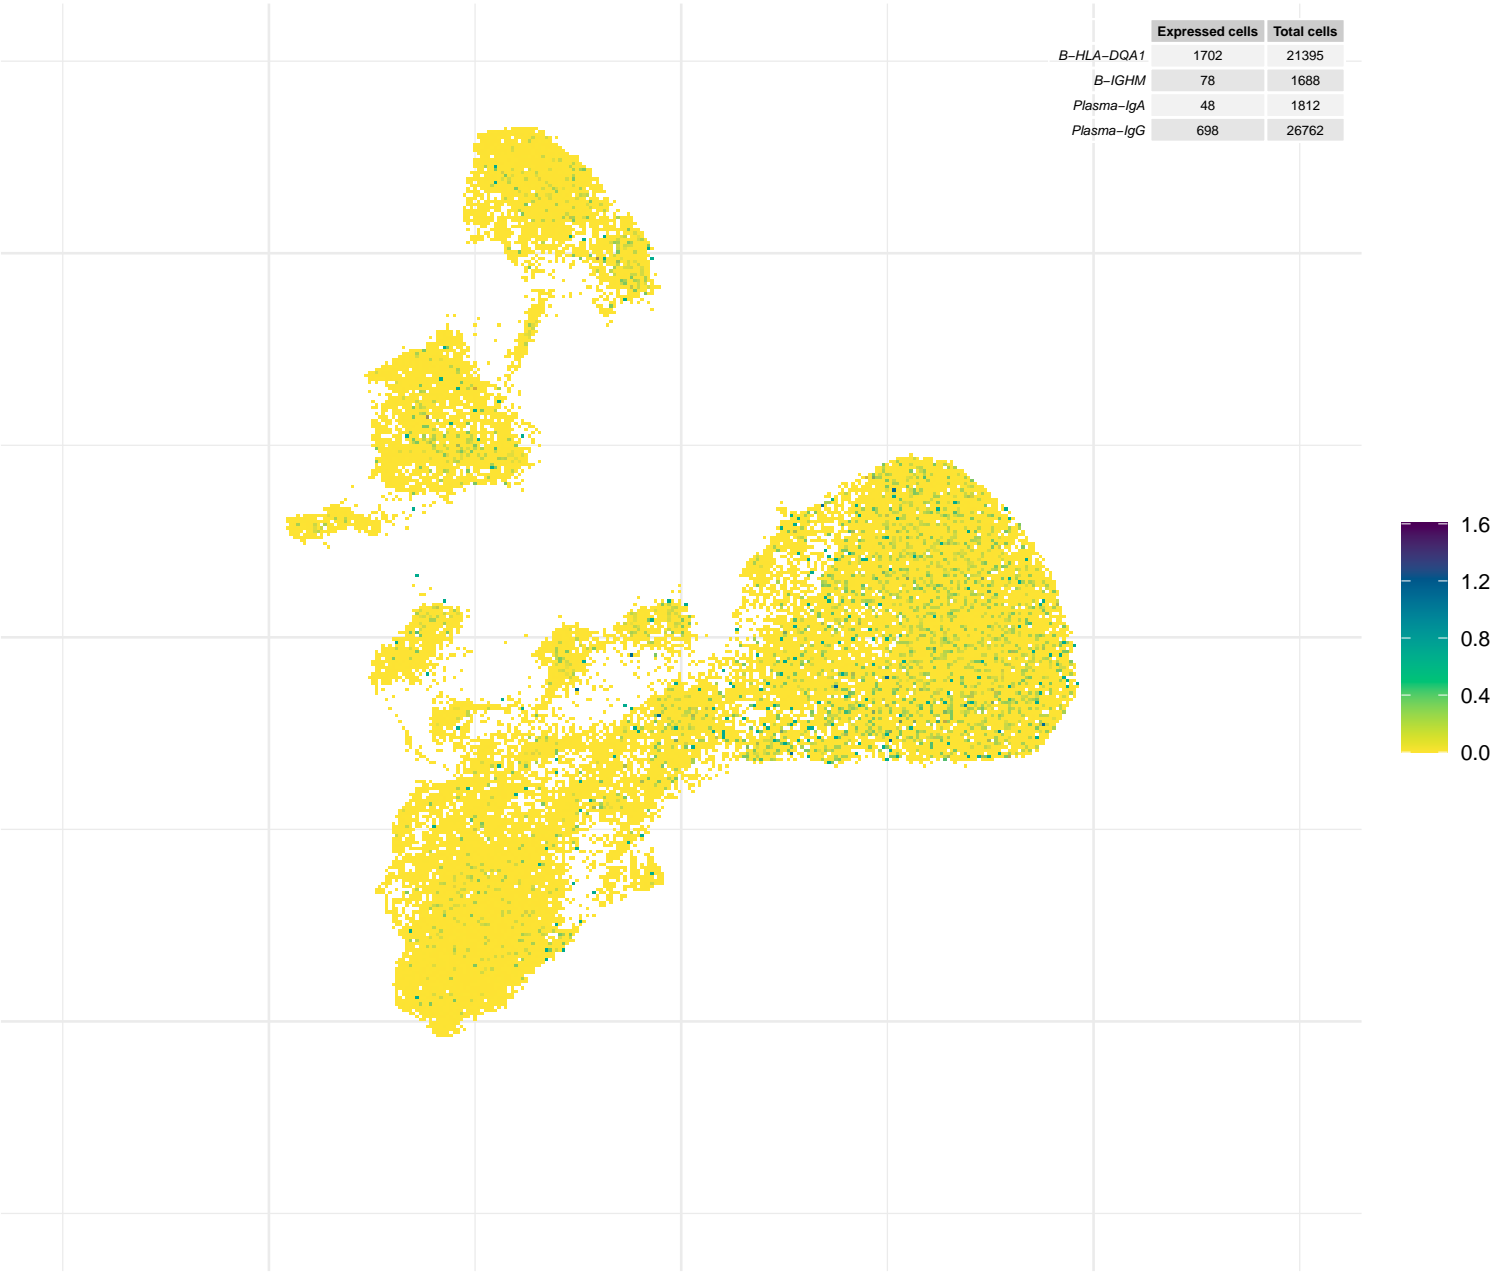 Expressed cells Total cells
B–HLA–DQA1 1702 21395
B–IGHM 78 1688
Plasma–IgA 48 1812
Plasma–IgG 698 26762
1.6
1.2
0.8
0.4
0.0